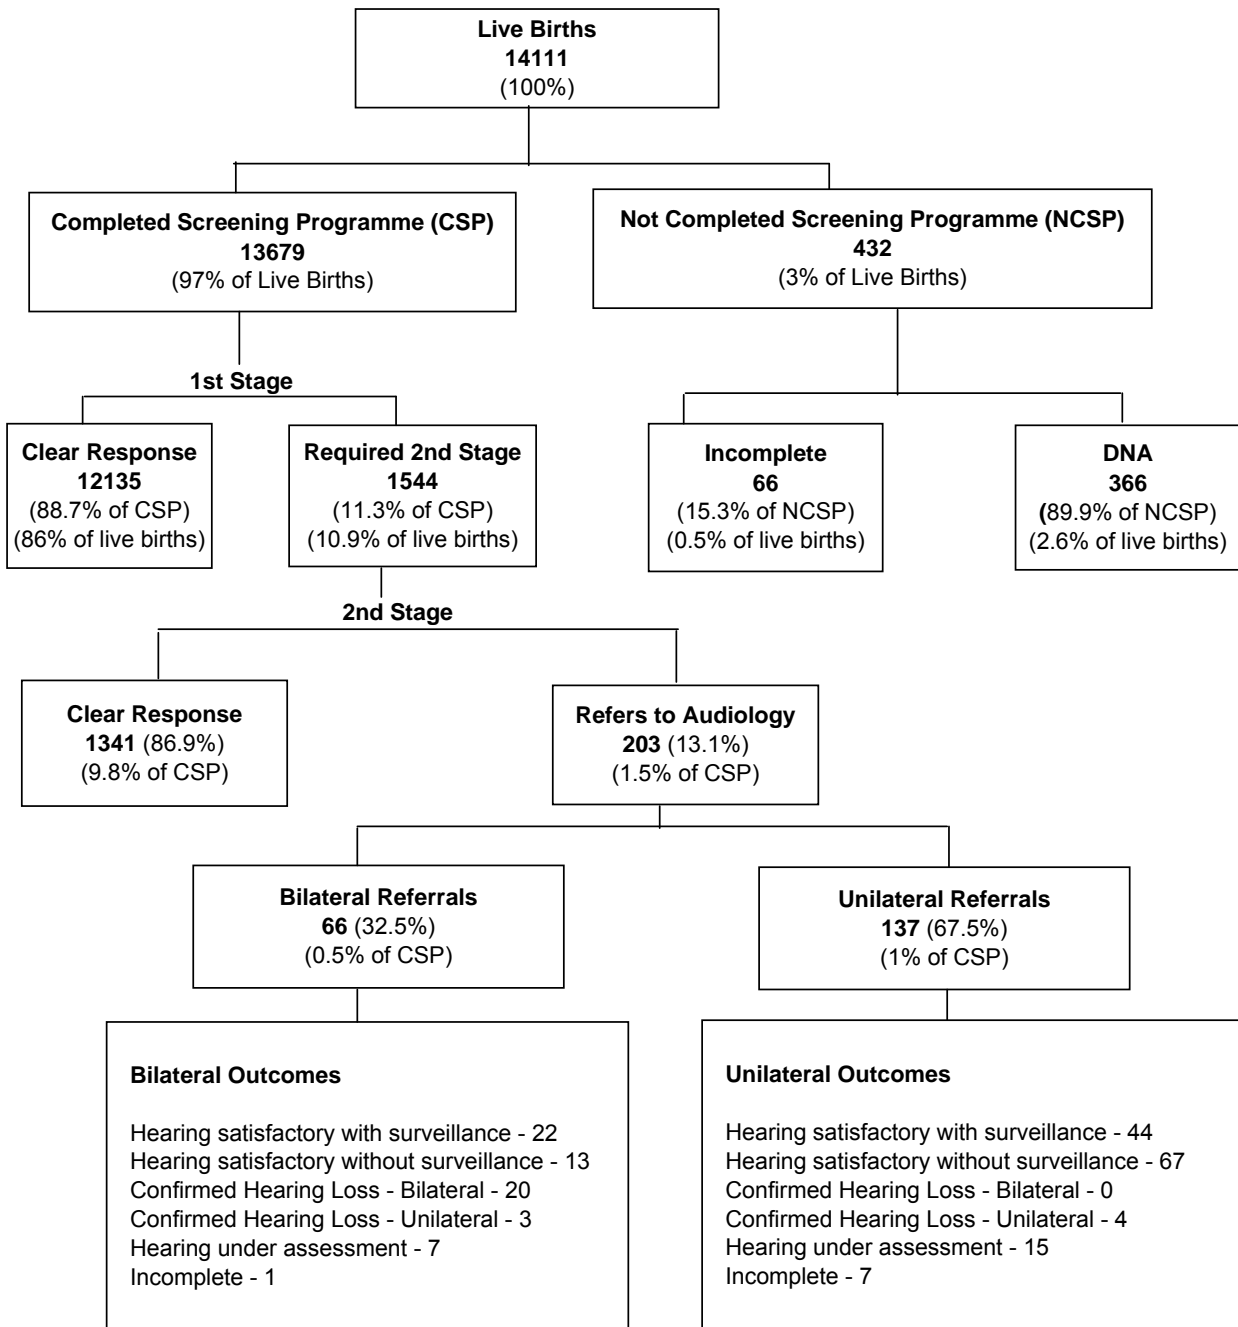 Live Births
14111
(100%)
Completed Screening Programme (CSP)
13679
(97% of Live Births)
Not Completed Screening Programme (NCSP)
432
(3% of Live Births)
1st Stage
Clear Response
12135
(88.7% of CSP)
(86% of live births)
Required 2nd Stage
1544
(11.3% of CSP)
(10.9% of live births)
Incomplete
66
(15.3% of NCSP)
(0.5% of live births)
DNA
366
(89.9% of NCSP)
(2.6% of live births)
2nd Stage
Clear Response
1341 (86.9%)
(9.8% of CSP)
Refers to Audiology
203 (13.1%)
(1.5% of CSP)
Bilateral Referrals
66 (32.5%)
(0.5% of CSP)
Unilateral Referrals
137 (67.5%)
(1% of CSP)
Bilateral Outcomes
Hearing satisfactory with surveillance - 22
Hearing satisfactory without surveillance - 13
Confirmed Hearing Loss - Bilateral - 20
Confirmed Hearing Loss - Unilateral - 3
Hearing under assessment - 7
Incomplete - 1
Unilateral Outcomes
Hearing satisfactory with surveillance - 44
Hearing satisfactory without surveillance - 67
Confirmed Hearing Loss - Bilateral - 0
Confirmed Hearing Loss - Unilateral - 4
Hearing under assessment - 15
Incomplete - 7